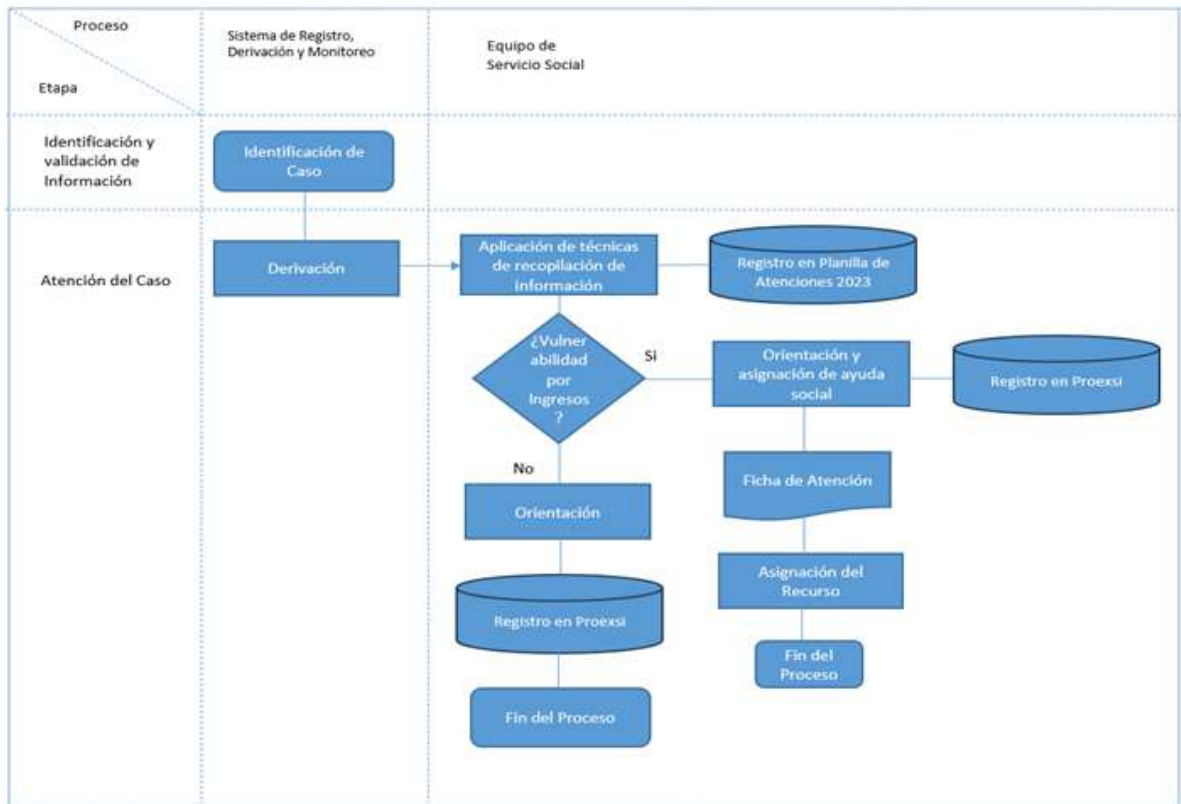 Proceso
Etapa
Sistema de Registro,
Derivación y Monitoreo
Equipo de
Servicio Social
Identificación y
validación de
Información
Identificación de
Caso
Atención del Caso
Derivación
Aplicación de técnicas
de recopilación de
información
Registro en Planilla de
Atenciones 2023
¿Vulner
abilidad
por
Ingresos
?
Si
Orientación y
asignación de ayuda
social
Registro en Proexsi
No
Orientación
Ficha de Atención
Registro en Proexsi
Asignación del
Recurso
Fin del Proceso
Fin del
Proceso